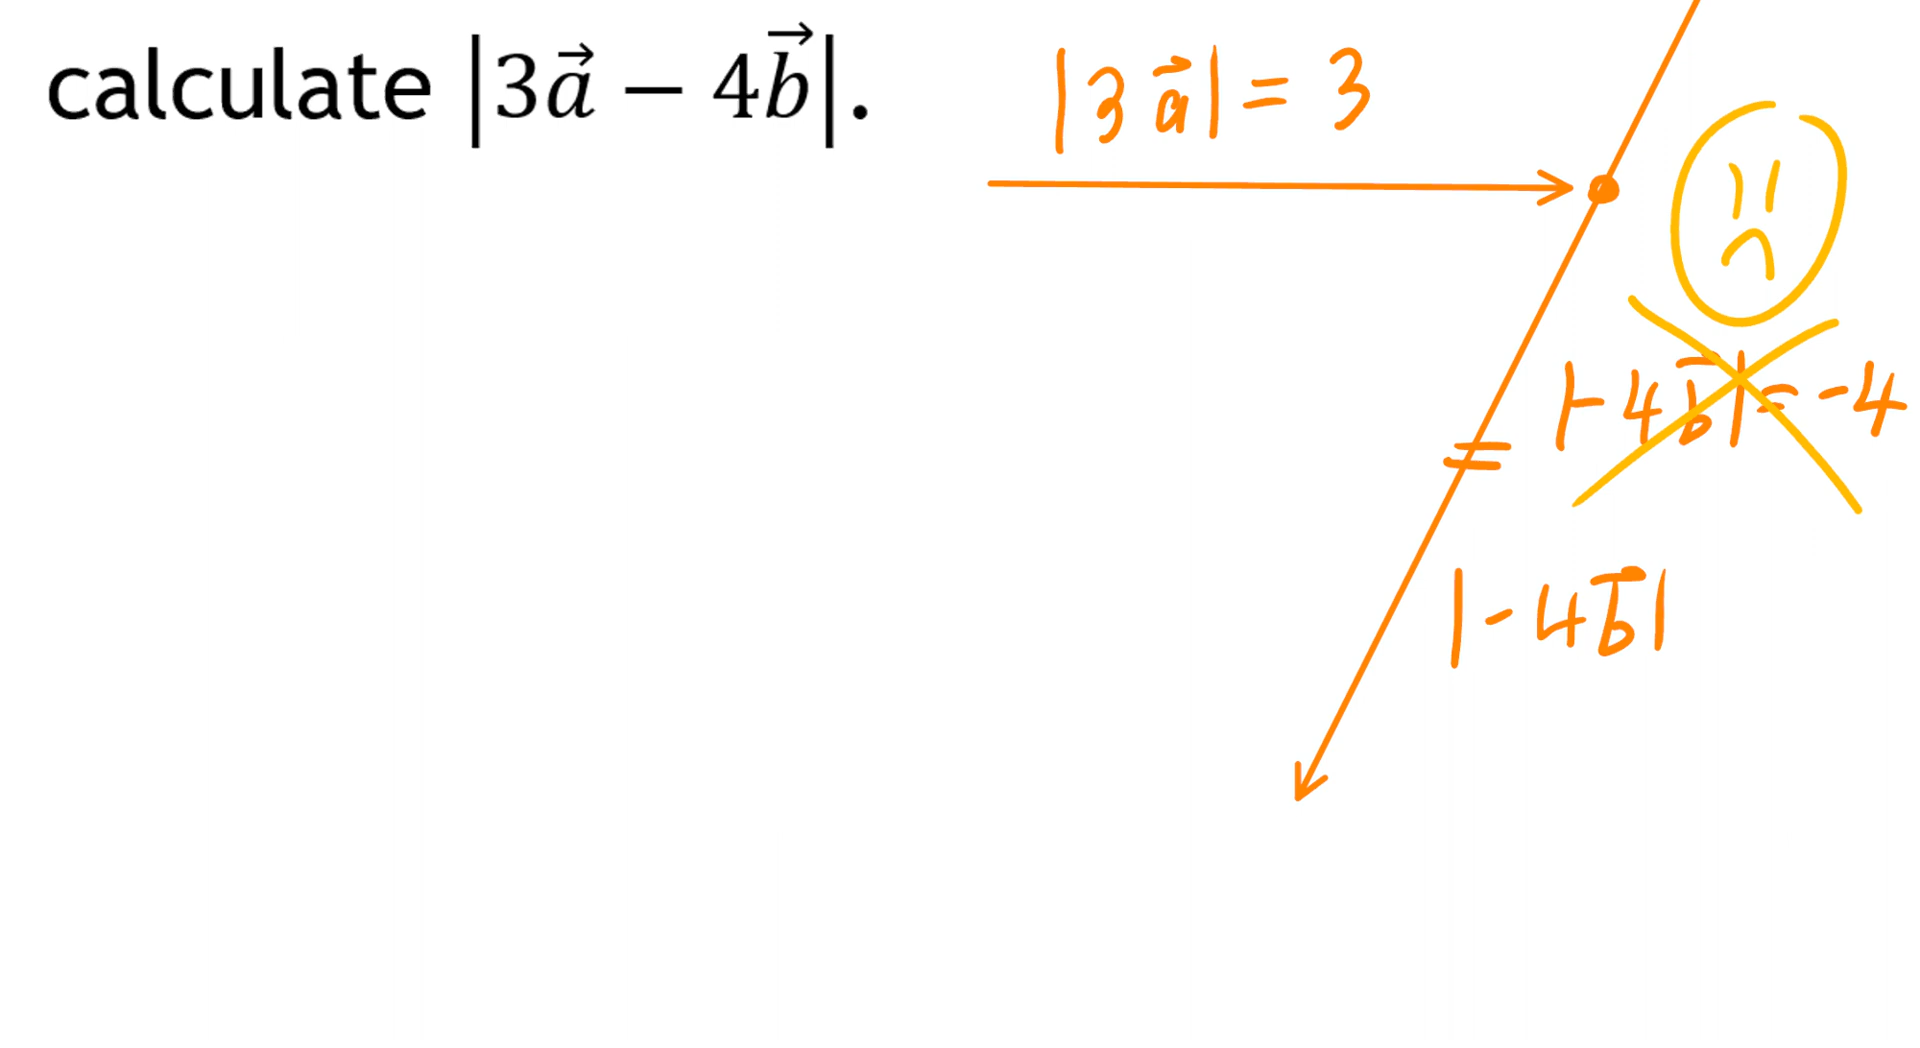 calculate |3a⃗ − 4b⃗|.
|3a⃗| = 3
|-4b⃗| = -4
|-4b⃗|